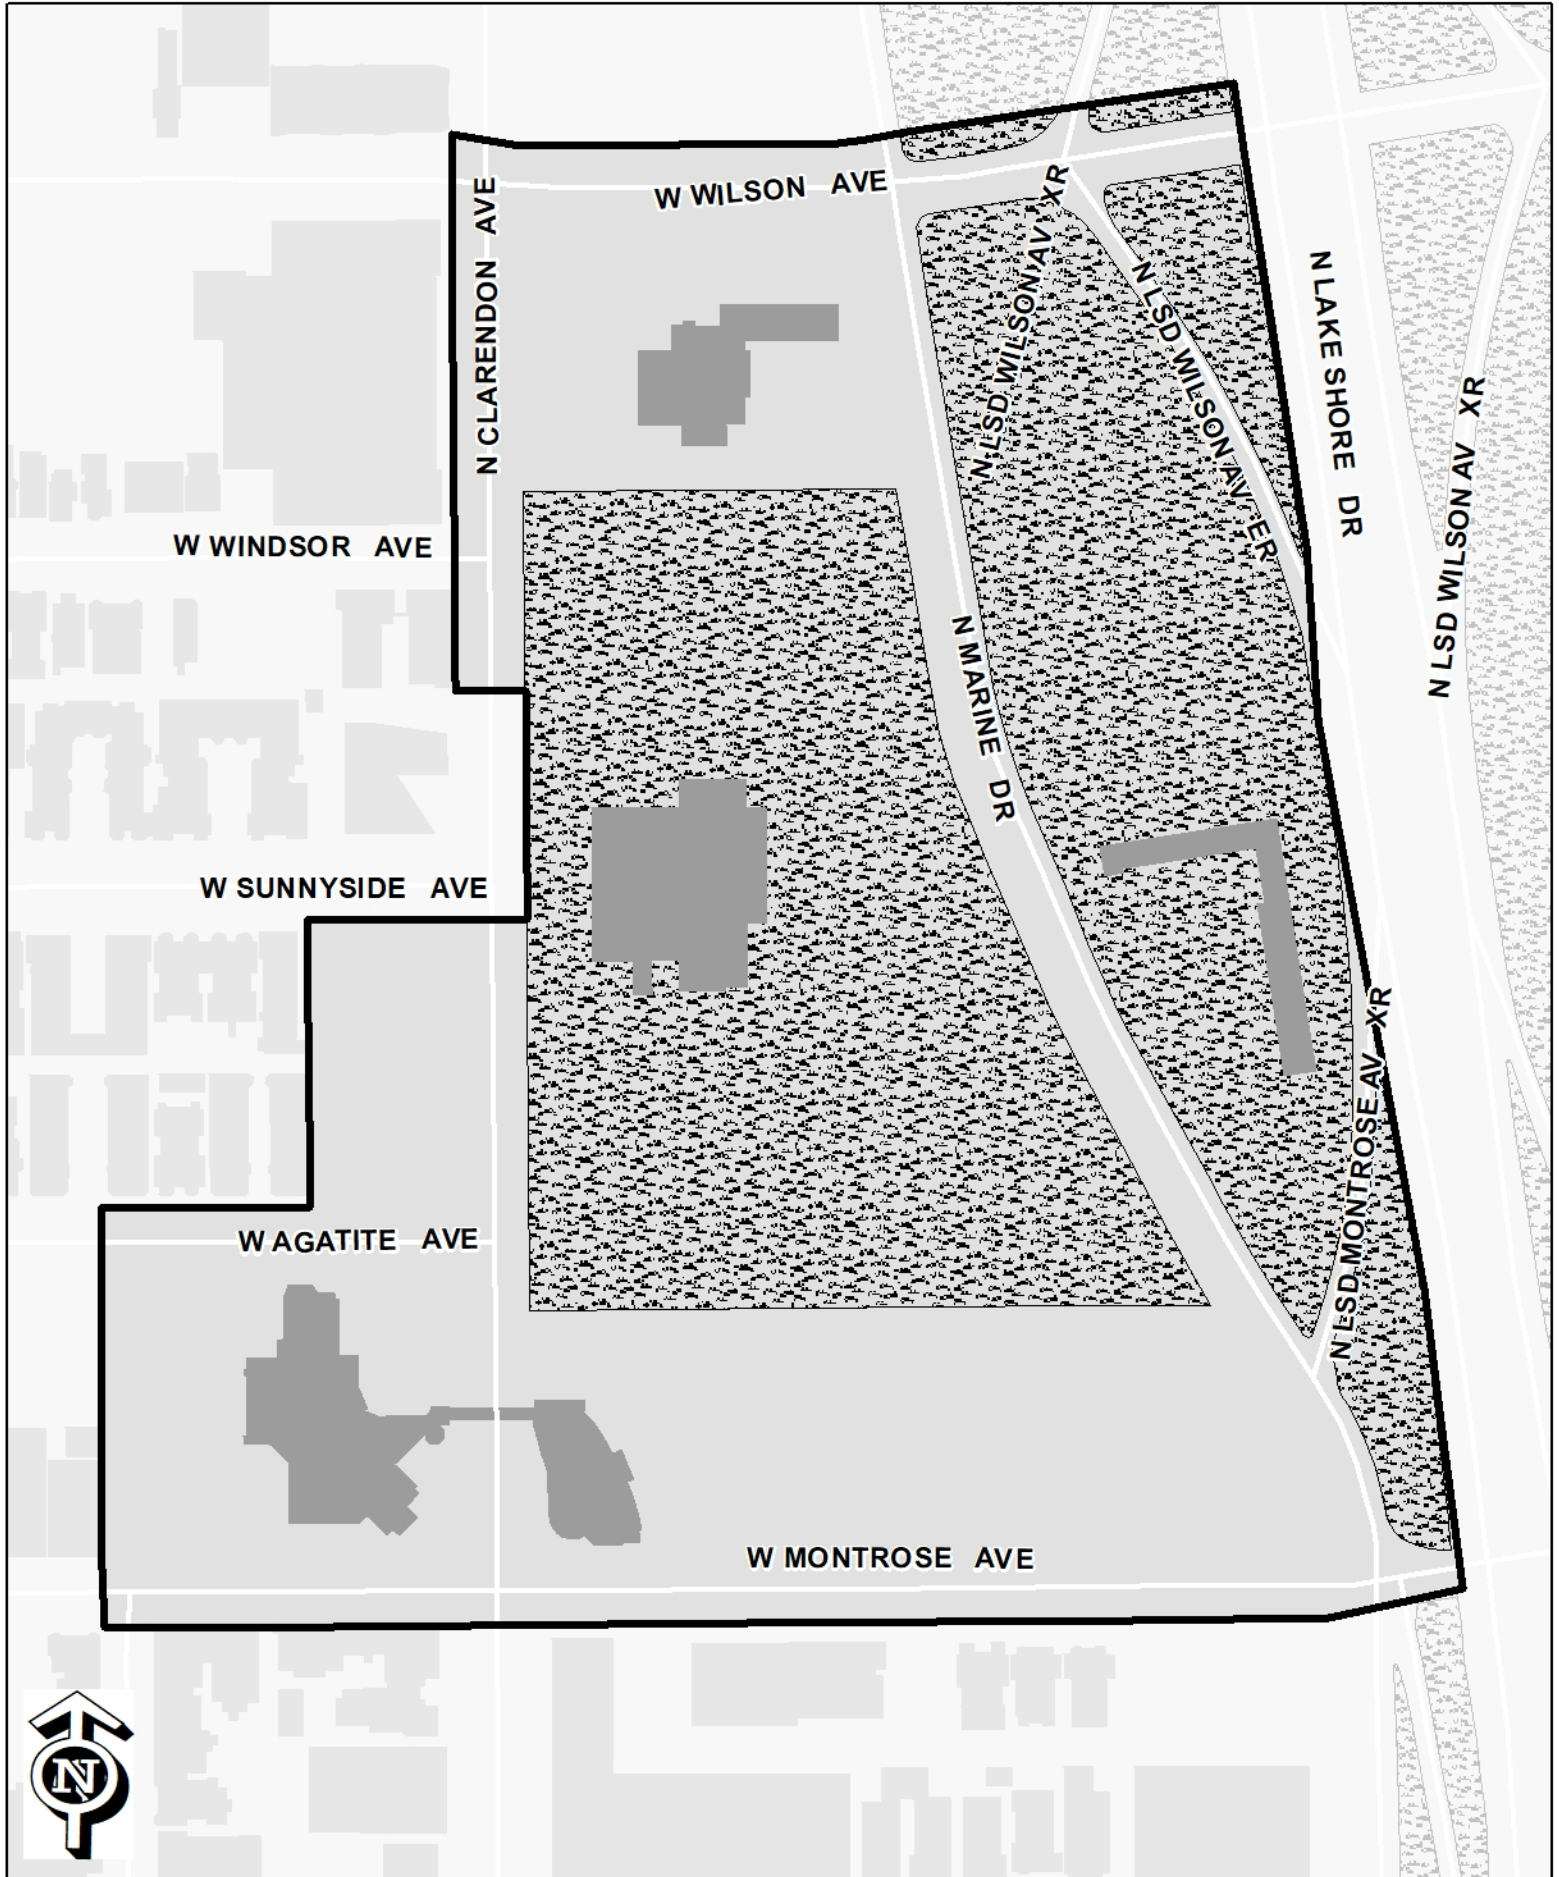 W WILSON AVE
N CLARENDON AVE
N LSD WILSON AV XR
N LSD WILSON AV ER
N LAKE SHORE DR
N LSD WILSON AV XR
W WINDSOR AVE
N MARINE DR
W SUNNYSIDE AVE
N LSD MONTROSE AV XR
W AGATITE AVE
W MONTROSE AVE
N